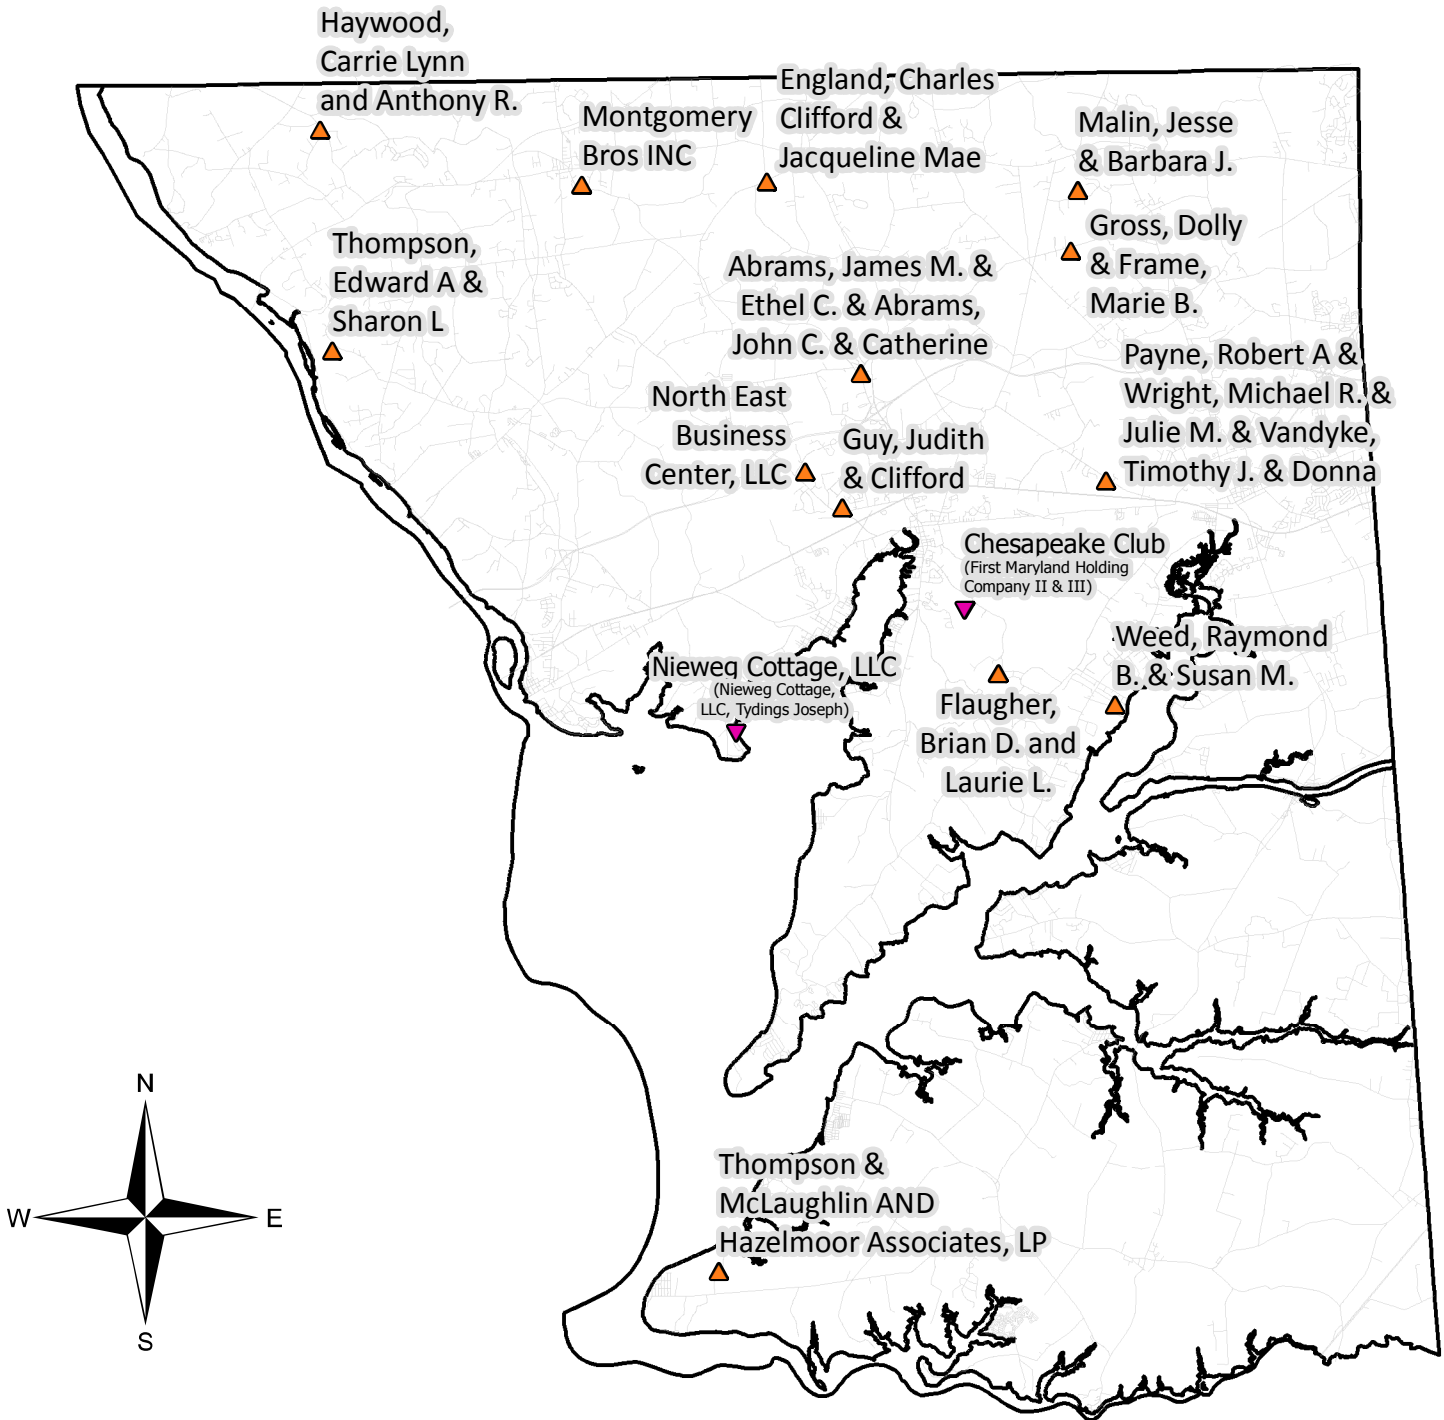 Haywood,
Carrie Lynn
and Anthony R.
England, Charles
Clifford &
Jacqueline Mae
Montgomery
Bros INC
Malin, Jesse
& Barbara J.
Gross, Dolly
& Frame,
Marie B.
Thompson,
Edward A &
Sharon L
Abrams, James M. &
Ethel C. & Abrams,
John C. & Catherine
Payne, Robert A &
Wright, Michael R. &
Julie M. & Vandyke,
Timothy J. & Donna
North East
Business
Center, LLC
Guy, Judith
& Clifford
Chesapeake Club
(First Maryland Holding
Company II & III)
Weed, Raymond
B. & Susan M.
Nieweg Cottage, LLC
(Nieweg Cottage,
LLC, Tydings Joseph)
Flaugher,
Brian D. and
Laurie L.
N
W
E
S
Thompson &
McLaughlin AND
Hazelmoor Associates, LP